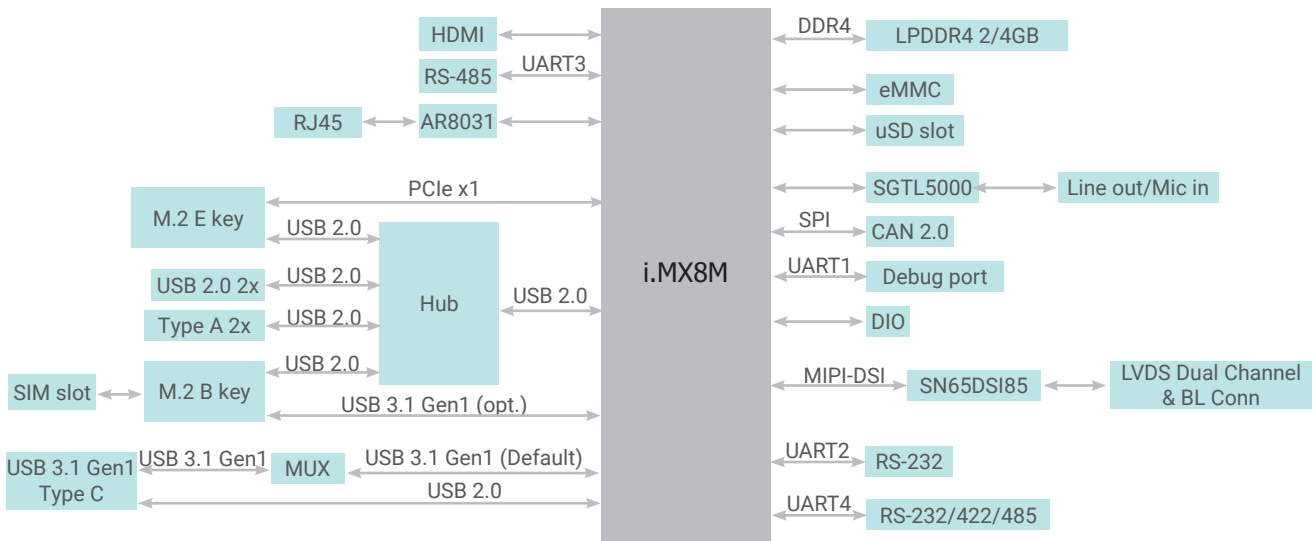 HDMI
DDR4
LPDDR4 2/4GB
RS-485
UART3
eMMC
RJ45
AR8031
uSD slot
PCIe x1
SGTL5000
Line out/Mic in
M.2 E key
USB 2.0
SPI
CAN 2.0
i.MX8M
USB 2.0 2x
USB 2.0
Hub
USB 2.0
UART1
Debug port
Type A 2x
USB 2.0
DIO
SIM slot
M.2 B key
USB 2.0
MIPI-DSI
SN65DSI85
LVDS Dual Channel
& BL Conn
USB 3.1 Gen1 (opt.)
USB 3.1 Gen1
Type C
USB 3.1 Gen1
MUX
USB 3.1 Gen1 (Default)
UART2
RS-232
USB 2.0
UART4
RS-232/422/485